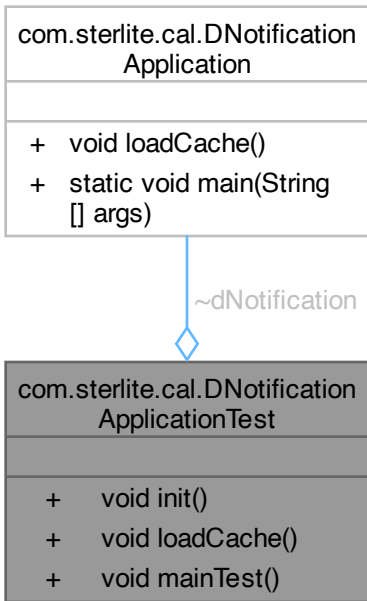 com.sterlite.cal.DNotification
Application
+ void loadCache()
+ static void main(String
[] args)
~dNotification
com.sterlite.cal.DNotification
ApplicationTest
+ void init()
+ void loadCache()
+ void mainTest()